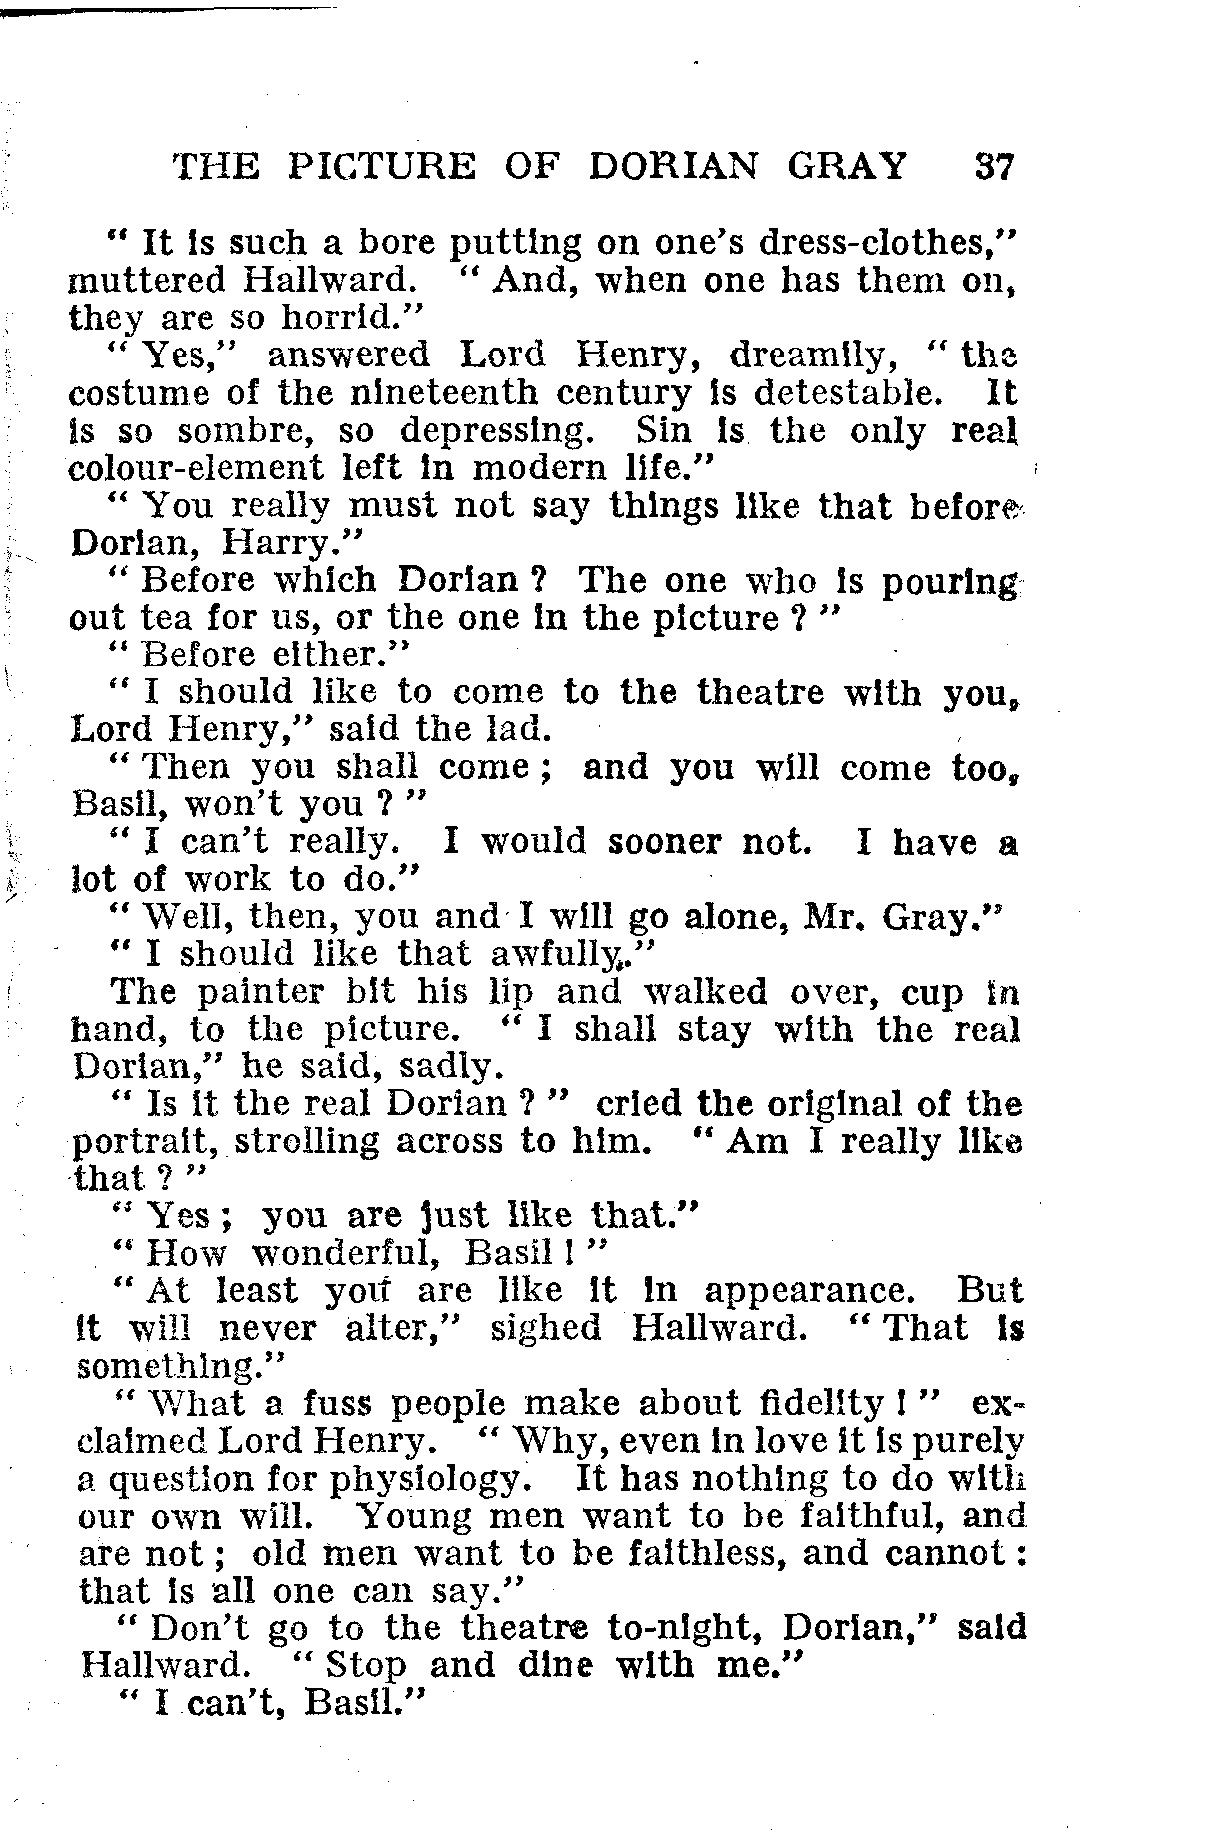 THE PICTURE OF DORIAN GRAY 37
" It is such a bore putting on one's dress-clothes,"
muttered Hallward. " And, when one has them on,
they are so horrid."
" Yes," answered Lord Henry, dreamily, " the
costume of the nineteenth century is detestable. It
is so sombre, so depressing. Sin is the only real
colour-element left in modern life."
" You really must not say things like that before
Dorian, Harry."
" Before which Dorian ? The one who is pouring
out tea for us, or the one in the picture ? "
" Before either."
" I should like to come to the theatre with you,
Lord Henry," said the lad.
" Then you shall come ; and you will come too,
Basil, won't you ? "
" I can't really. I would sooner not. I have a
lot of work to do."
" Well, then, you and I will go alone, Mr. Gray."
" I should like that awfully."
The painter bit his lip and walked over, cup in
hand, to the picture. " I shall stay with the real
Dorian," he said, sadly.
" Is it the real Dorian ? " cried the original of the
portrait, strolling across to him. " Am I really like
that ? "
" Yes ; you are just like that."
" How wonderful, Basil ! "
" At least you are like it in appearance. But
it will never alter," sighed Hallward. " That is
something."
" What a fuss people make about fidelity ! " ex-
claimed Lord Henry. " Why, even in love it is purely
a question for physiology. It has nothing to do with
our own will. Young men want to be faithful, and
are not ; old men want to be faithless, and cannot :
that is all one can say."
" Don't go to the theatre to-night, Dorian," said
Hallward. " Stop and dine with me."
" I can't, Basil."